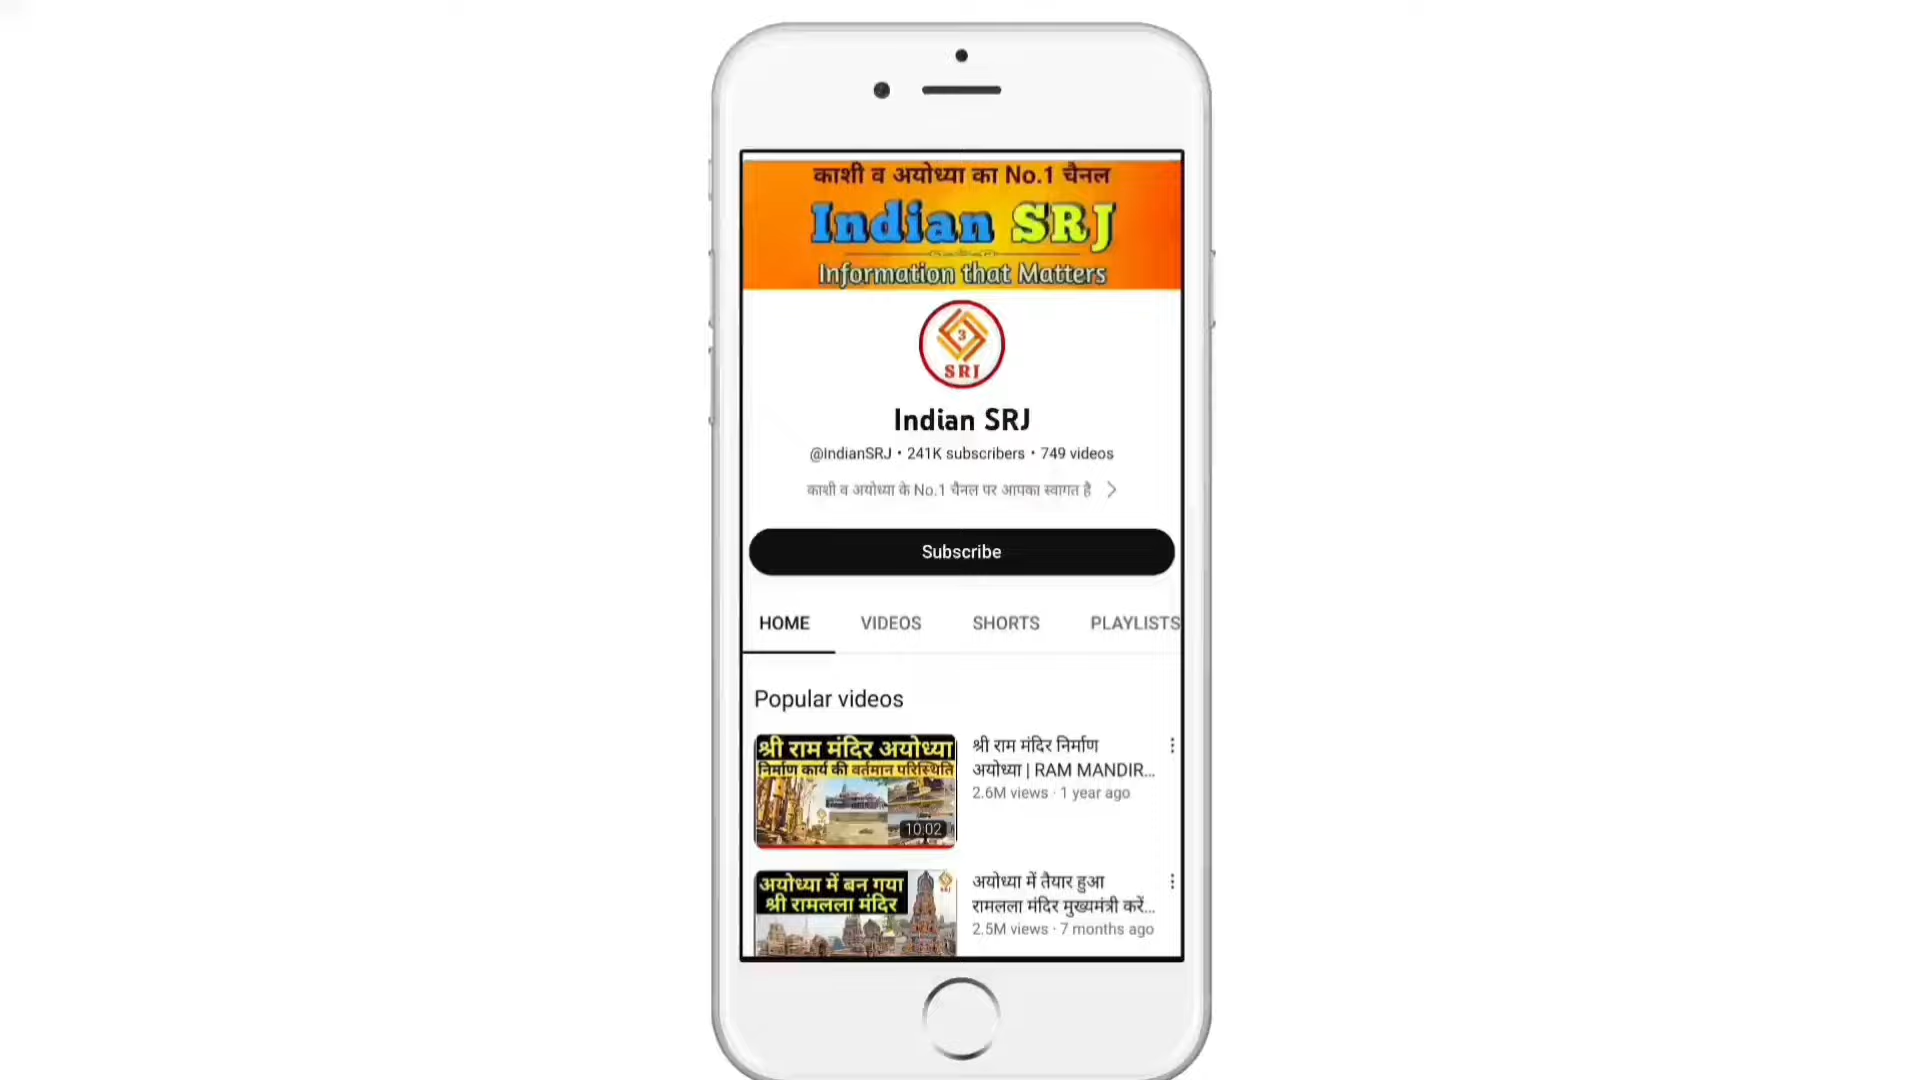 काशी व अयोध्या का No.1 चैनल
Indian SRJ
Information that Matters
3
SRJ
Indian SRJ
@IndianSRJ • 241K subscribers • 749 videos
काशी व अयोध्या के No.1 चैनल पर आपका स्वागत है
Subscribe
HOME VIDEOS SHORTS PLAYLISTS
Popular videos
श्री राम मंदिर अयोध्या
निर्माण कार्य की वर्तमान परिस्थिति
10:02
श्री राम मंदिर निर्माण
अयोध्या | RAM MANDIR...
2.6M views · 1 year ago
अयोध्या में बन गया
श्री रामलला मंदिर
SRJ
अयोध्या में तैयार हुआ
रामलला मंदिर मुख्यमंत्री करें...
2.5M views · 7 months ago